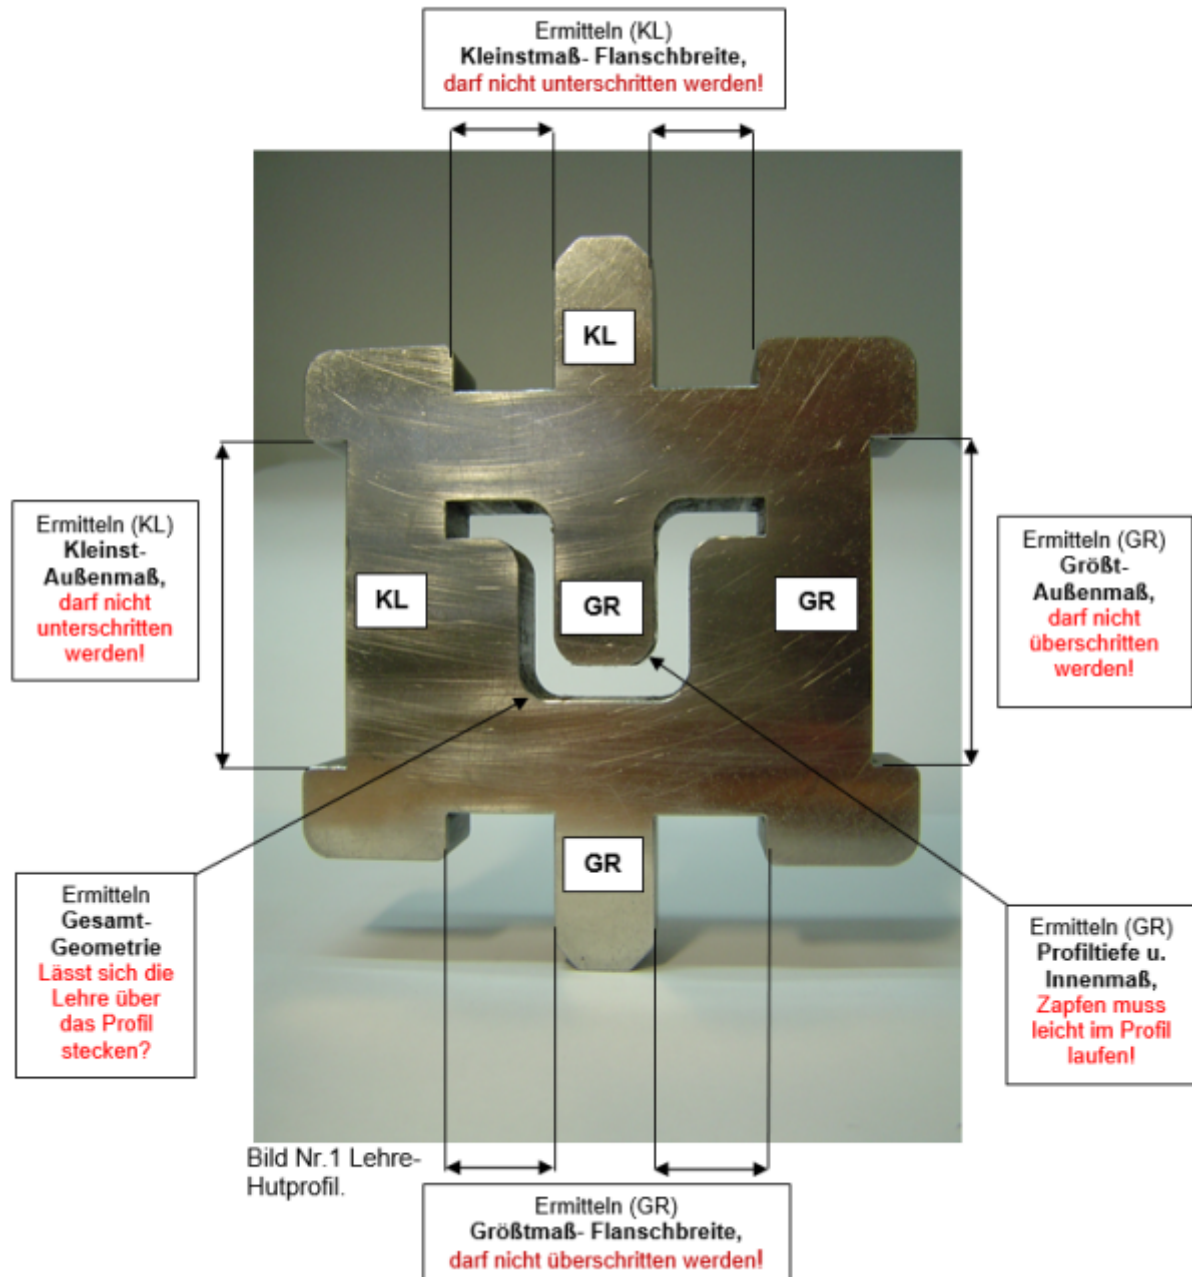 Ermitteln (KL)
Kleinstmaß- Flanschbreite,
darf nicht unterschritten werden!
KL
Ermitteln (KL)
Kleinst-
Außenmaß,
darf nicht
unterschritten
werden!
KL
GR
GR
Ermitteln (GR)
Größt-
Außenmaß,
darf nicht
überschritten
werden!
GR
Ermitteln
Gesamt-
Geometrie
Lässt sich die
Lehre über
das Profil
stecken?
Ermitteln (GR)
Profiltiefe u.
Innenmaß,
Zapfen muss
leicht im Profil
laufen!
Bild Nr.1 Lehre-
Hutprofil.
Ermitteln (GR)
Größtmaß- Flanschbreite,
darf nicht überschritten werden!